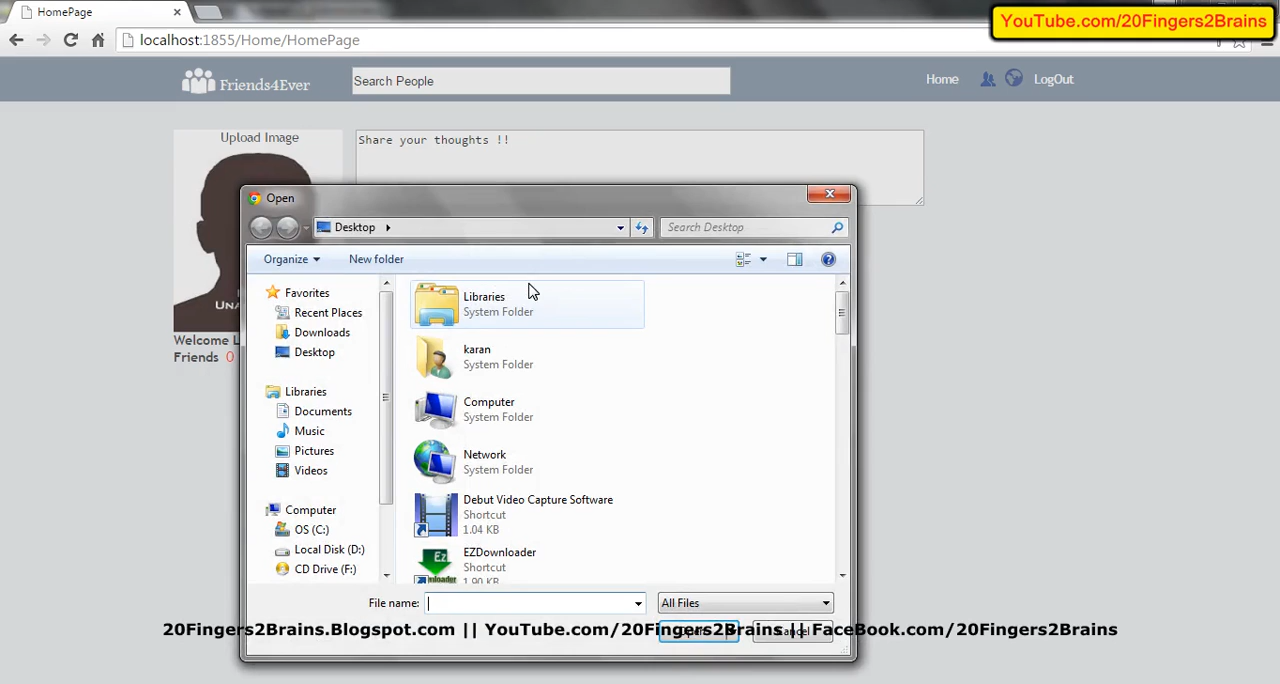 HomePage
YouTube.com/20Fingers2Brains
localhost:1855/Home/HomePage
Friends4Ever
Search People
Home
LogOut
Upload Image
Share your thoughts !!
Welcome L
Friends 0
Open
Desktop
Search Desktop
Organize
New folder
Favorites
Recent Places
Downloads
Desktop
Libraries
Documents
Music
Pictures
Videos
Computer
OS (C:)
Local Disk (D:)
CD Drive (F:)
Libraries
System Folder
karan
System Folder
Computer
System Folder
Network
System Folder
Debut Video Capture Software
Shortcut
1.04 KB
EZDownloader
Shortcut
1.90 KB
File name:
All Files
Cancel
20Fingers2Brains.Blogspot.com || YouTube.com/20Fingers2Brains || FaceBook.com/20Fingers2Brains